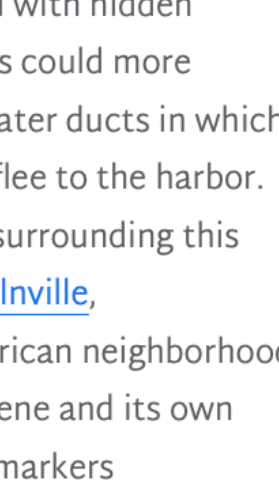 with hidden
s could more
ater ducts in which
flee to the harbor.
surrounding this
lnville,
rican neighborhood
ene and its own
markers